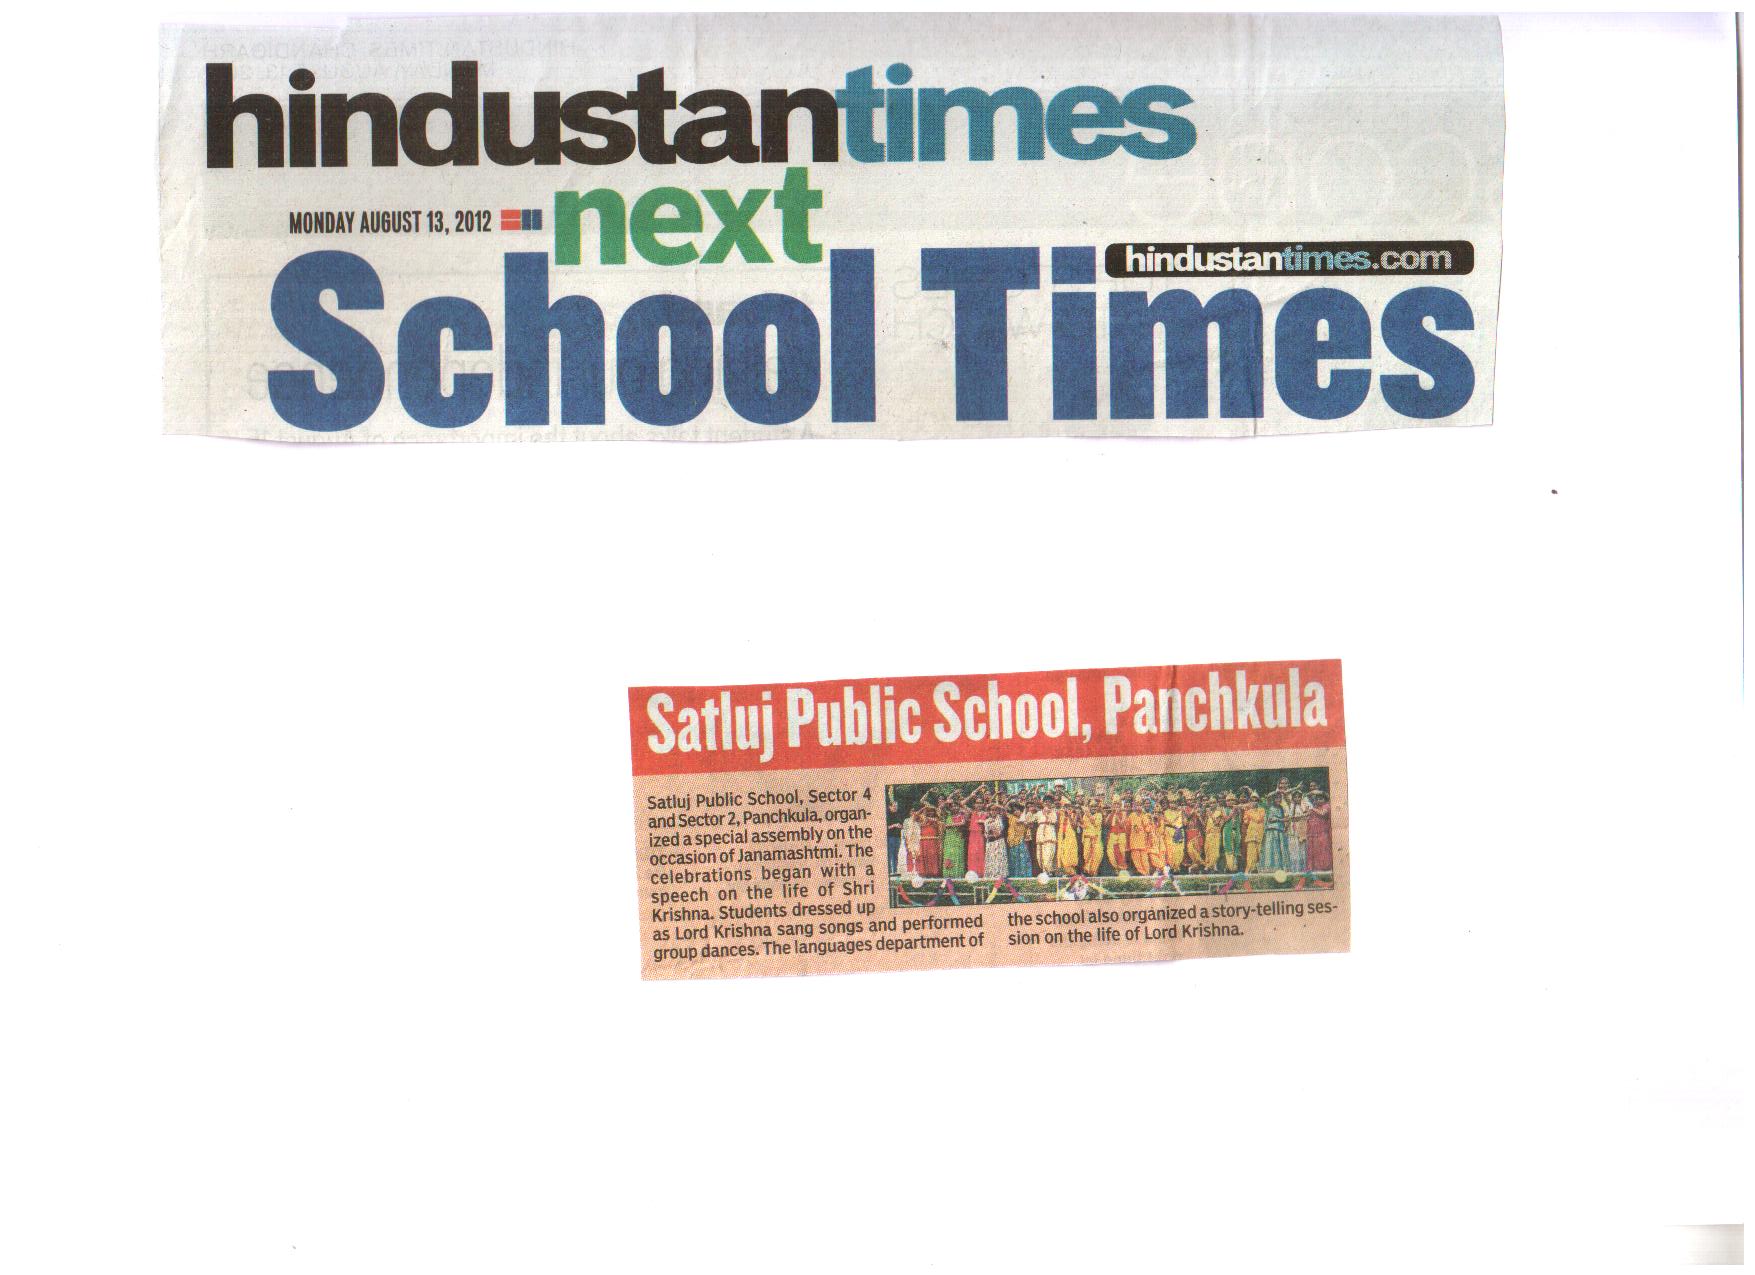 hindustantimes
next
MONDAY AUGUST 13, 2012
hindustantimes.com
School Times
Satluj Public School, Panchkula
Satluj Public School, Sector 4
and Sector 2, Panchkula, organ-
ized a special assembly on the
occasion of Janamashtmi. The
celebrations began with a
speech on the life of Shri
Krishna. Students dressed up
as Lord Krishna sang songs and performed
group dances. The languages department of
the school also organized a story-telling ses-
sion on the life of Lord Krishna.